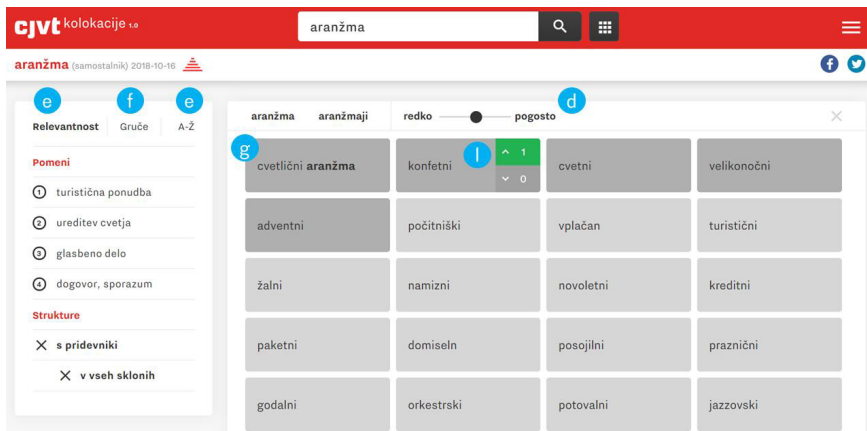 cjvt kolokacije 1.0
aranžma
aranžma (samostalnik) 2018-10-16
e f e
Relevantnost Gruče A-Ž
Pomeni
1 turistična ponudba
2 ureditev cvetja
3 glasbeno delo
4 dogovor, sporazum
Strukture
s pridevniki
v vseh sklonih
d
aranžma aranžmaji redko pogosto
g l 1
cvetlični aranžma konfetni cvetni velikonočni
0
adventni počitniški vplačan turistični
žalni namizni novoletni kreditni
paketni domiseln posojilni praznični
godalni orkestrski potovalni jazzovski